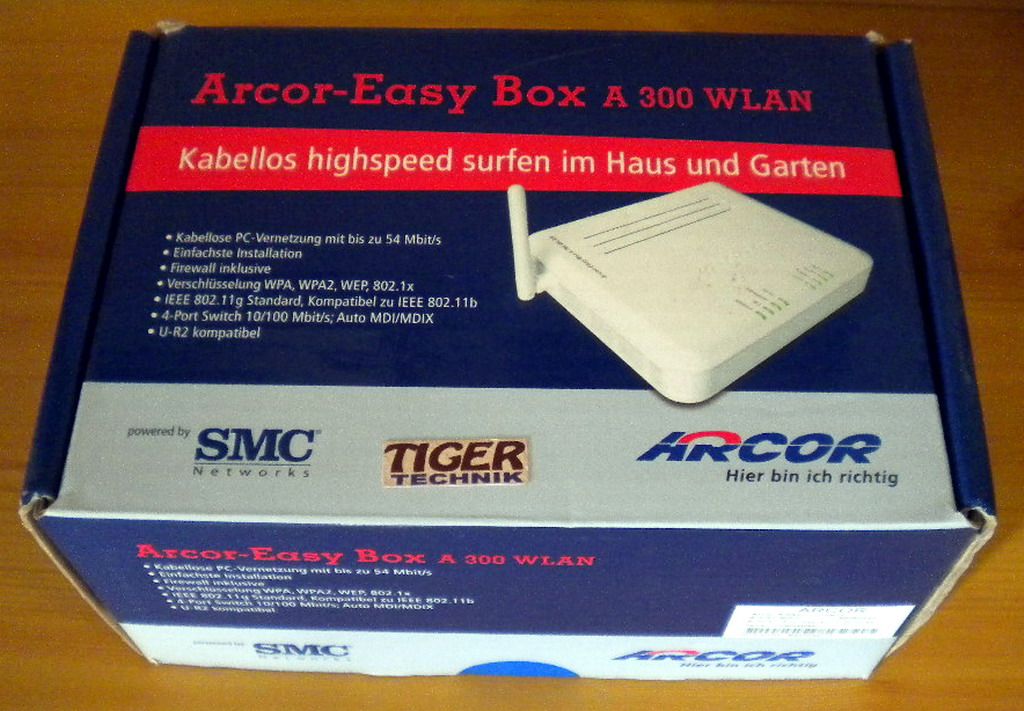 Arcor-Easy Box A 300 WLAN
Kabellos highspeed surfen im Haus und Garten
• Kabellose PC-Vernetzung mit bis zu 54 Mbit/s
• Einfachste Installation
• Firewall inklusive
• Verschlüsselung WPA, WPA2, WEP, 802.1x
• IEEE 802.11g Standard, Kompatibel zu IEEE 802.11b
• 4-Port Switch 10/100 Mbit/s; Auto MDI/MDIX
• U-R2 kompatibel
powered by SMC®
Networks
TIGER
TECHNIK
ARCOR
Hier bin ich richtig
Arcor-Easy Box A 300 WLAN
• Kabellose PC-Vernetzung mit bis zu 54 Mbit/s
• Einfachste Installation
• Firewall inklusive
• Verschlüsselung WPA, WPA2, WEP, 802.1x
• IEEE 802.11g Standard, Kompatibel zu IEEE 802.11b
• 4-Port Switch 10/100 Mbit/s; Auto MDI/MDIX
• U-R2 kompatibel
ARCOR
powered by SMC
Networks
ARCOR
Hier bin ich richtig